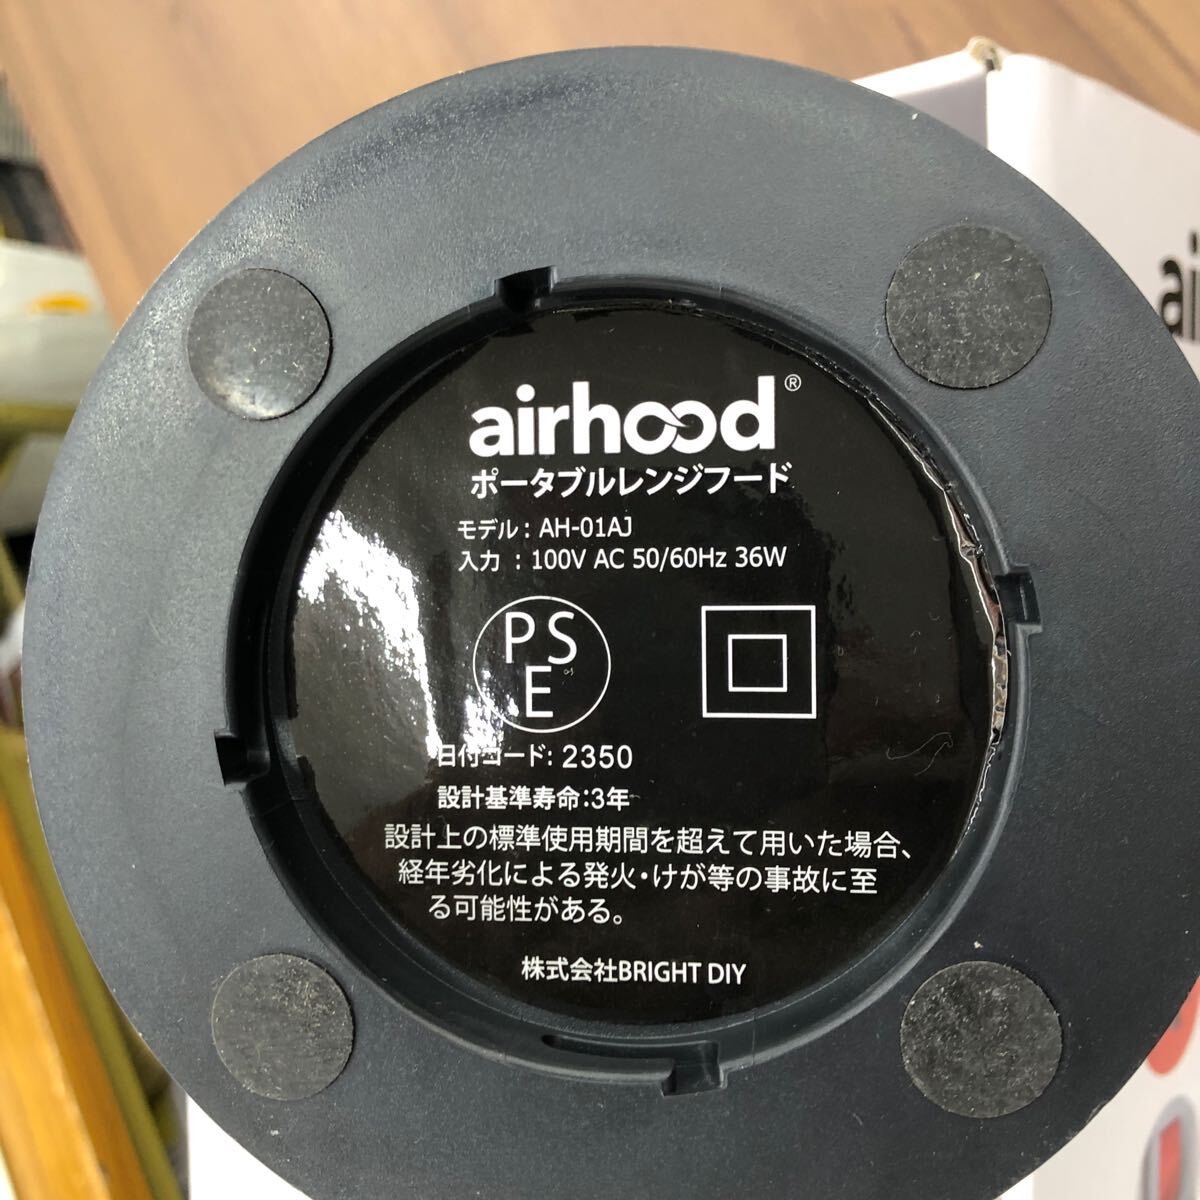 airhood®
ポータブルレンジフード
モデル: AH-01AJ
入力 : 100V AC 50/60Hz 36W
PS
E
日付コード: 2350
設計基準寿命:3年
設計上の標準使用期間を超えて用いた場合、
経年劣化による発火・けが等の事故に至
る可能性がある。
株式会社BRIGHT DIY
ai